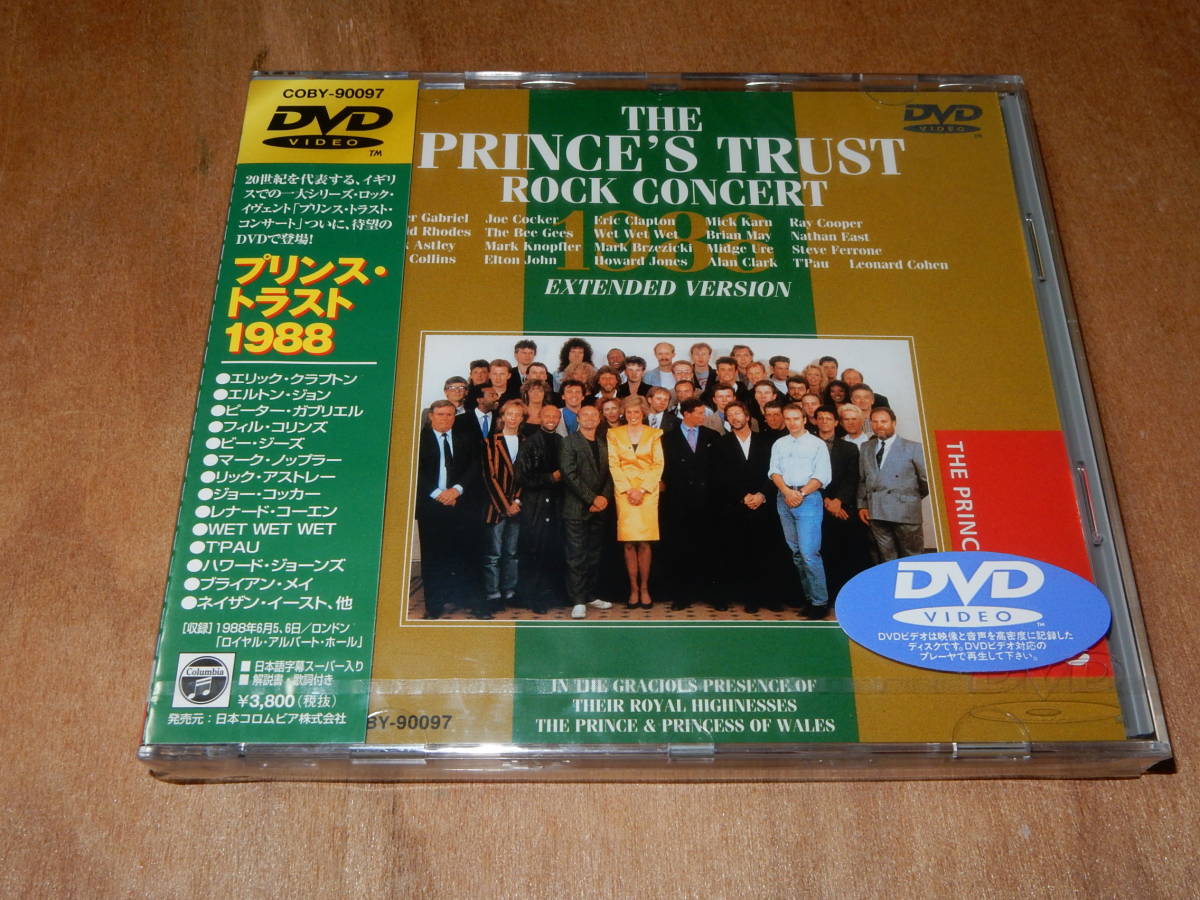 COBY-90097
DVD
VIDEO
TM
20世紀を代表する、イギリ
スでの一大シリーズ・ロック・
イヴェント「プリンス・トラスト・
コンサート」ついに、待望の
DVDで登場!
プリンス・
トラスト
1988
●エリック・クラプトン
●エルトン・ジョン
●ピーター・ガブリエル
●フィル・コリンズ
●ビー・ジーズ
●マーク・ノップラー
●リック・アストレー
●ジョー・コッカー
●レナード・コーエン
●WET WET WET
●T'PAU
●ハワード・ジョーンズ
●ブライアン・メイ
●ネイザン・イースト、他
[収録]1988年6月5、6日/ロンドン
「ロイヤル・アルバート・ホール」
Columbia
■日本語字幕スーパー入り
■解説書・歌詞付き
¥3,800(税抜)
発売元:日本コロムビア株式会社
THE
PRINCE'S TRUST
ROCK CONCERT
DVD
VIDEO
1988
er Gabriel Joe Cocker Eric Clapton Mick Karn Ray Cooper
ld Rhodes The Bee Gees Wet Wet Wet Brian May Nathan East
k Astley Mark Knopfler Mark Brzezicki Midge Ure Steve Ferrone
Collins Elton John Howard Jones Alan Clark T'Pau Leonard Cohen
EXTENDED VERSION
THE PRINC
DVD
VIDEO
TM
DVDビデオは映像と音声を高密度に記録した
ディスクです。DVDビデオ対応の
プレーヤで再生して下さい。
DVD
IN THE GRACIOUS PRESENCE OF
THEIR ROYAL HIGHNESSES
THE PRINCE & PRINCESS OF WALES
BY-90097